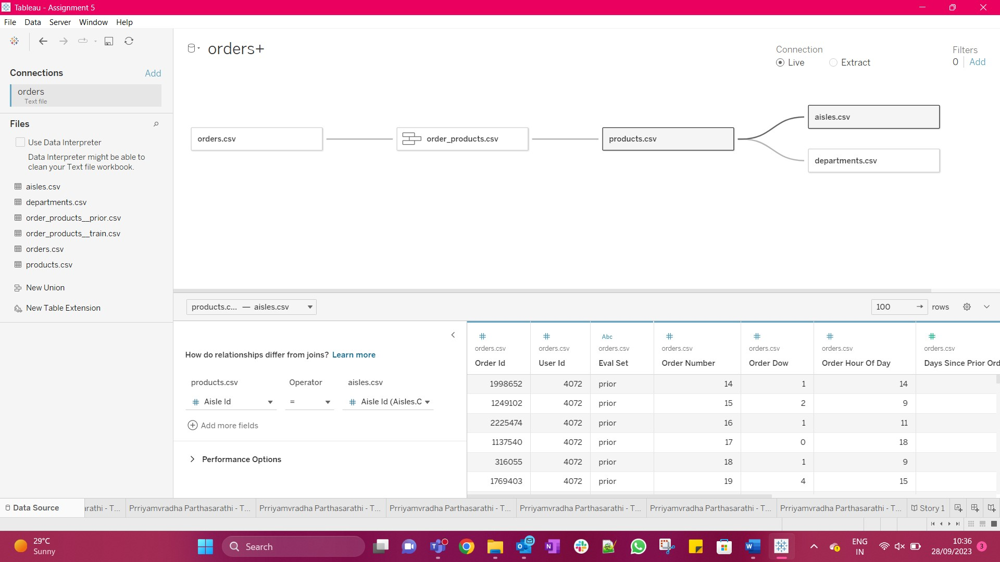 Tableau - Assignment 5
File Data Server Window Help
orders+
Connection
Live
Extract
Filters
0
Add
Connections
Add
orders
Text file
Files
Use Data Interpreter
Data Interpreter might be able to
clean your Text file workbook.
aisles.csv
departments.csv
order_products__prior.csv
order_products__train.csv
orders.csv
products.csv
New Union
New Table Extension
orders.csv
order_products.csv
products.csv
aisles.csv
departments.csv
products.c... — aisles.csv
100
rows
How do relationships differ from joins? Learn more
products.csv Operator aisles.csv
# Aisle Id = # Aisle Id (Aisles.C
Add more fields
Performance Options
# # Abc # # # #
orders.csv orders.csv orders.csv orders.csv orders.csv orders.csv orders.csv
Order Id User Id Eval Set Order Number Order Dow Order Hour Of Day Days Since Prior Ord
1998652 4072 prior 14 1 14
1249102 4072 prior 15 2 9
2225474 4072 prior 16 1 11
1137540 4072 prior 17 0 18
316055 4072 prior 18 1 9
1769403 4072 prior 19 4 15
Data Source arathi - T... Prriyamvradha Parthasarathi - T... Prriyamvradha Parthasarathi - T... Prriyamvradha Parthasarathi - T... Prriyamvradha Parthasarathi - T... Prriyamvradha Parthasarathi - T... Prriyamvradha Parthasarathi - T... Story 1
29°C
Sunny
Search
ENG
IN
10:36
28/09/2023
3